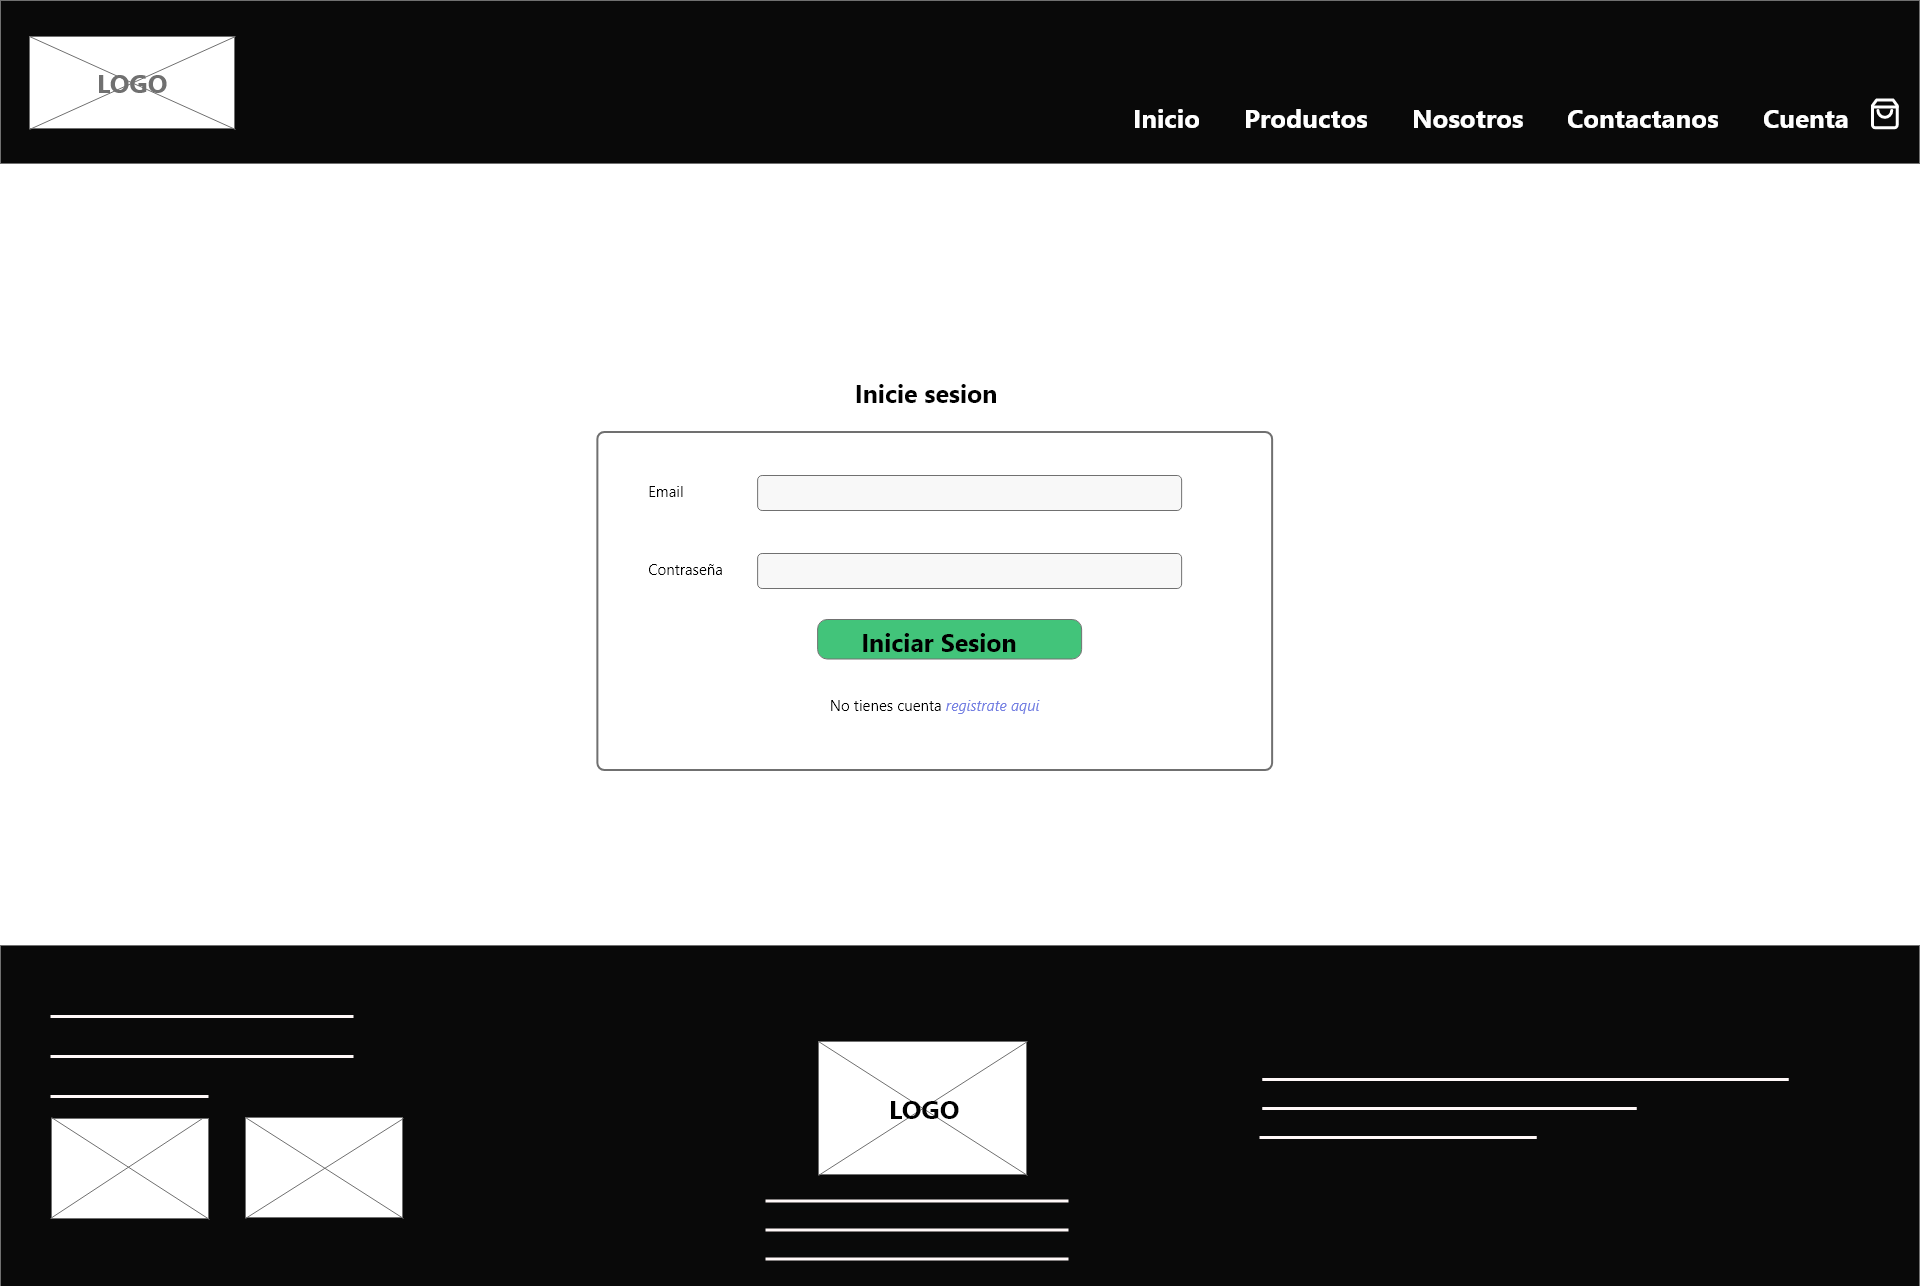 LOGO
Inicio Productos Nosotros Contactanos Cuenta
Inicie sesion
Email
Contraseña
Iniciar Sesion
No tienes cuenta registrate aqui
LOGO